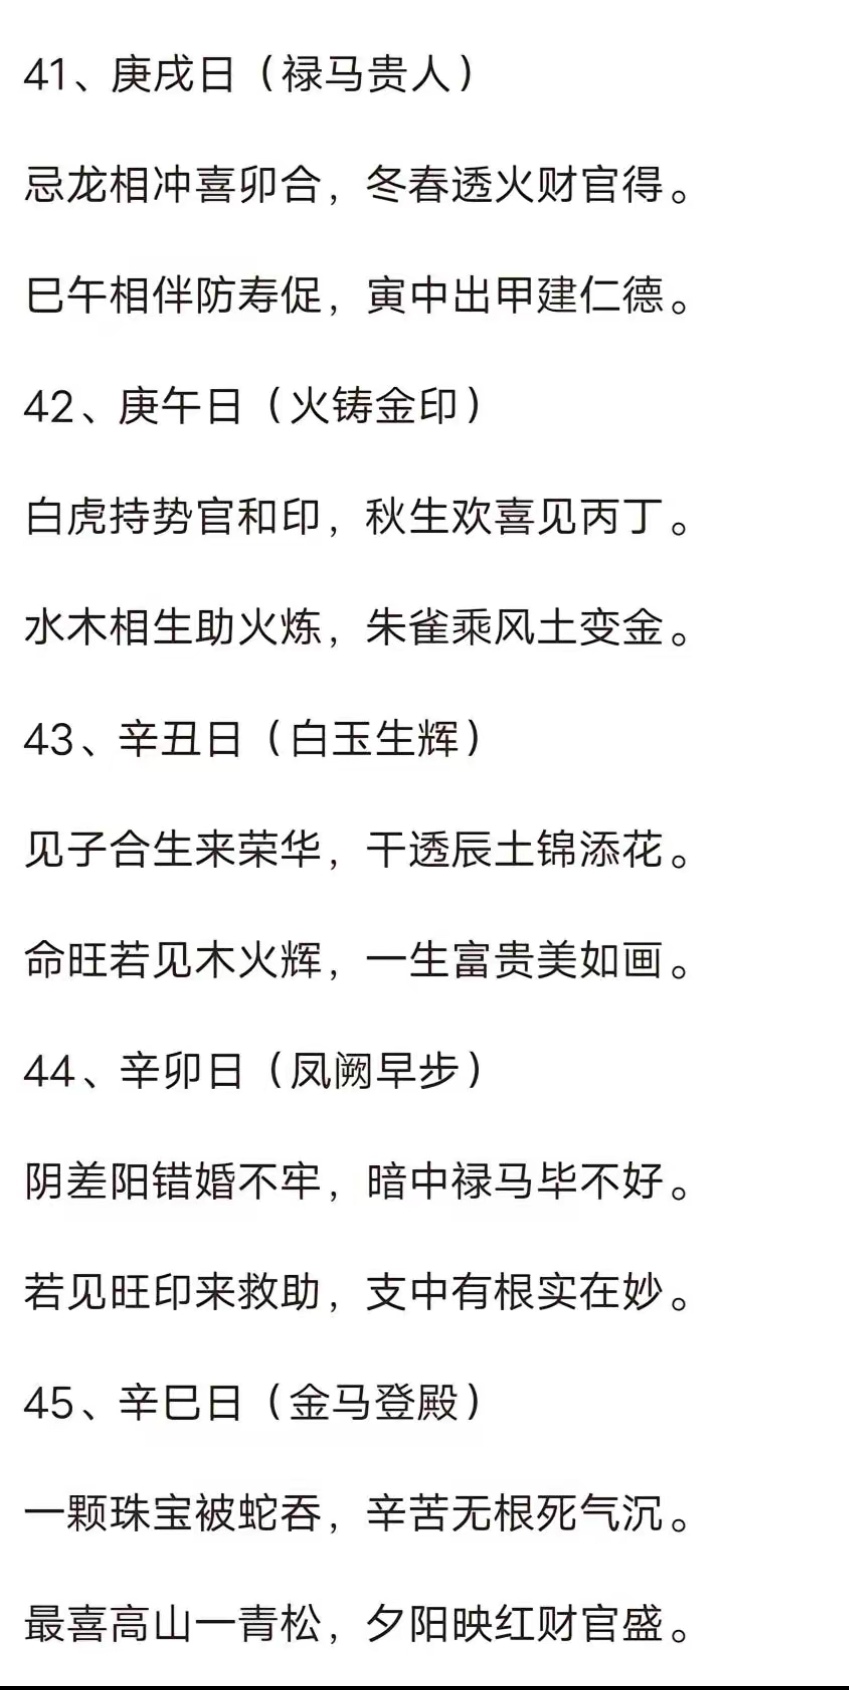 41、庚戌日（禄马贵人）
忌龙相冲喜卯合，冬春透火财官得。
巳午相伴防寿促，寅中出甲建仁德。
42、庚午日（火铸金印）
白虎持势官和印，秋生欢喜见丙丁。
水木相生助火炼，朱雀乘风土变金。
43、辛丑日（白玉生辉）
见子合生来荣华，干透辰土锦添花。
命旺若见木火辉，一生富贵美如画。
44、辛卯日（凤阙早步）
阴差阳错婚不牢，暗中禄马毕不好。
若见旺印来救助，支中有根实在妙。
45、辛巳日（金马登殿）
一颗珠宝被蛇吞，辛苦无根死气沉。
最喜高山一青松，夕阳映红财官盛。